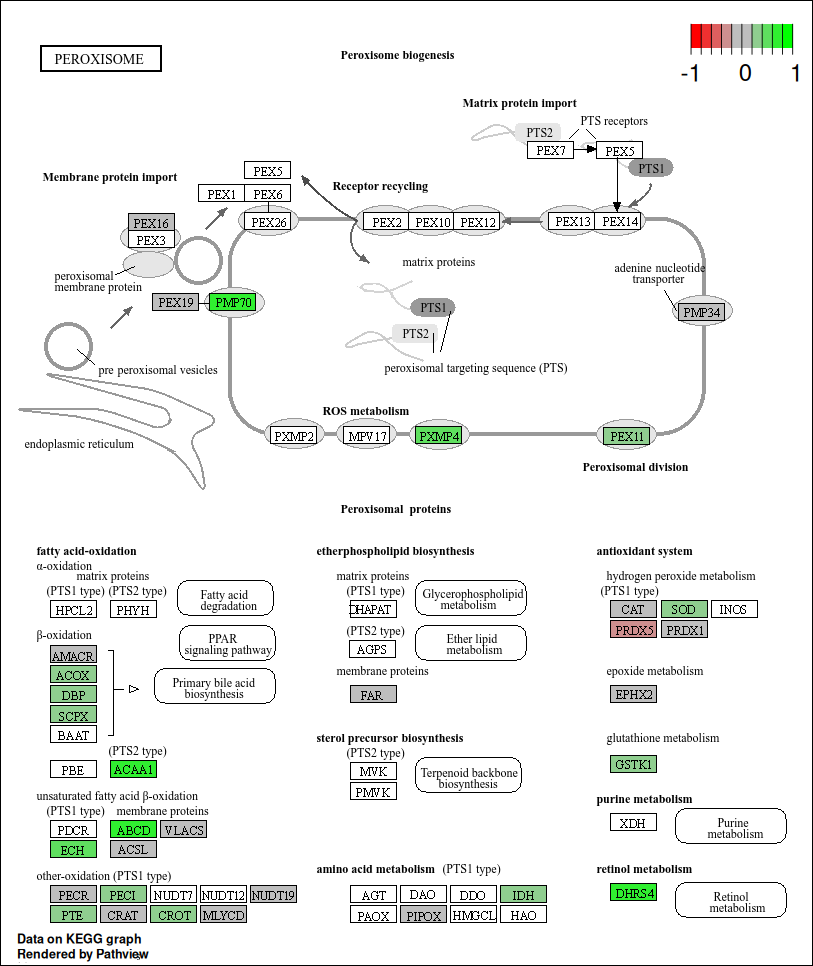 PEROXISOME
Peroxisome biogenesis
-1 0 1
Matrix protein import
PTS2
PTS receptors
PEX7
PEX5
PTS1
Membrane protein import
Receptor recycling
PEX5
PEX1 PEX6
PEX26
PEX2 PEX10 PEX12
PEX13 PEX14
PEX16
PEX3
peroxisomal
membrane protein
matrix proteins
adenine nucleotide
transporter
PEX19
PMP70
PTS1
PMP34
PTS2
pre peroxisomal vesicles
peroxisomal targeting sequence (PTS)
ROS metabolism
endoplasmic reticulum
PXMP2
MPV17
PXMP4
PEX11
Peroxisomal division
Peroxisomal proteins
fatty acid-oxidation
α-oxidation
matrix proteins
(PTS1 type) (PTS2 type)
HPCL2 PHYH
Fatty acid
degradation
β-oxidation
PPAR
signaling pathway
AMACR
ACOX
DBP
SCPX
BAAT
Primary bile acid
biosynthesis
(PTS2 type)
PBE ACAA1
unsaturated fatty acid β-oxidation
(PTS1 type) membrane proteins
PDCR ABCD VLACS
ECH ACSL
other-oxidation (PTS1 type)
PECR PECI NUDT7 NUDT12 NUDT19
PTE CRAT CROT MLYCD
etherphospholipid biosynthesis
matrix proteins
(PTS1 type)
DHAPAT
Glycerophospholipid
metabolism
(PTS2 type)
AGPS
Ether lipid
metabolism
membrane proteins
FAR
sterol precursor biosynthesis
(PTS2 type)
MVK
PMVK
Terpenoid backbone
biosynthesis
amino acid metabolism (PTS1 type)
AGT DAO DDO IDH
PAOX PIPOX HMGCL HAO
antioxidant system
hydrogen peroxide metabolism
(PTS1 type)
CAT SOD INOS
PRDX5 PRDX1
epoxide metabolism
EPHX2
glutathione metabolism
GSTK1
purine metabolism
XDH
Purine
metabolism
retinol metabolism
DHRS4
Retinol
metabolism
Data on KEGG graph
Rendered by Pathview